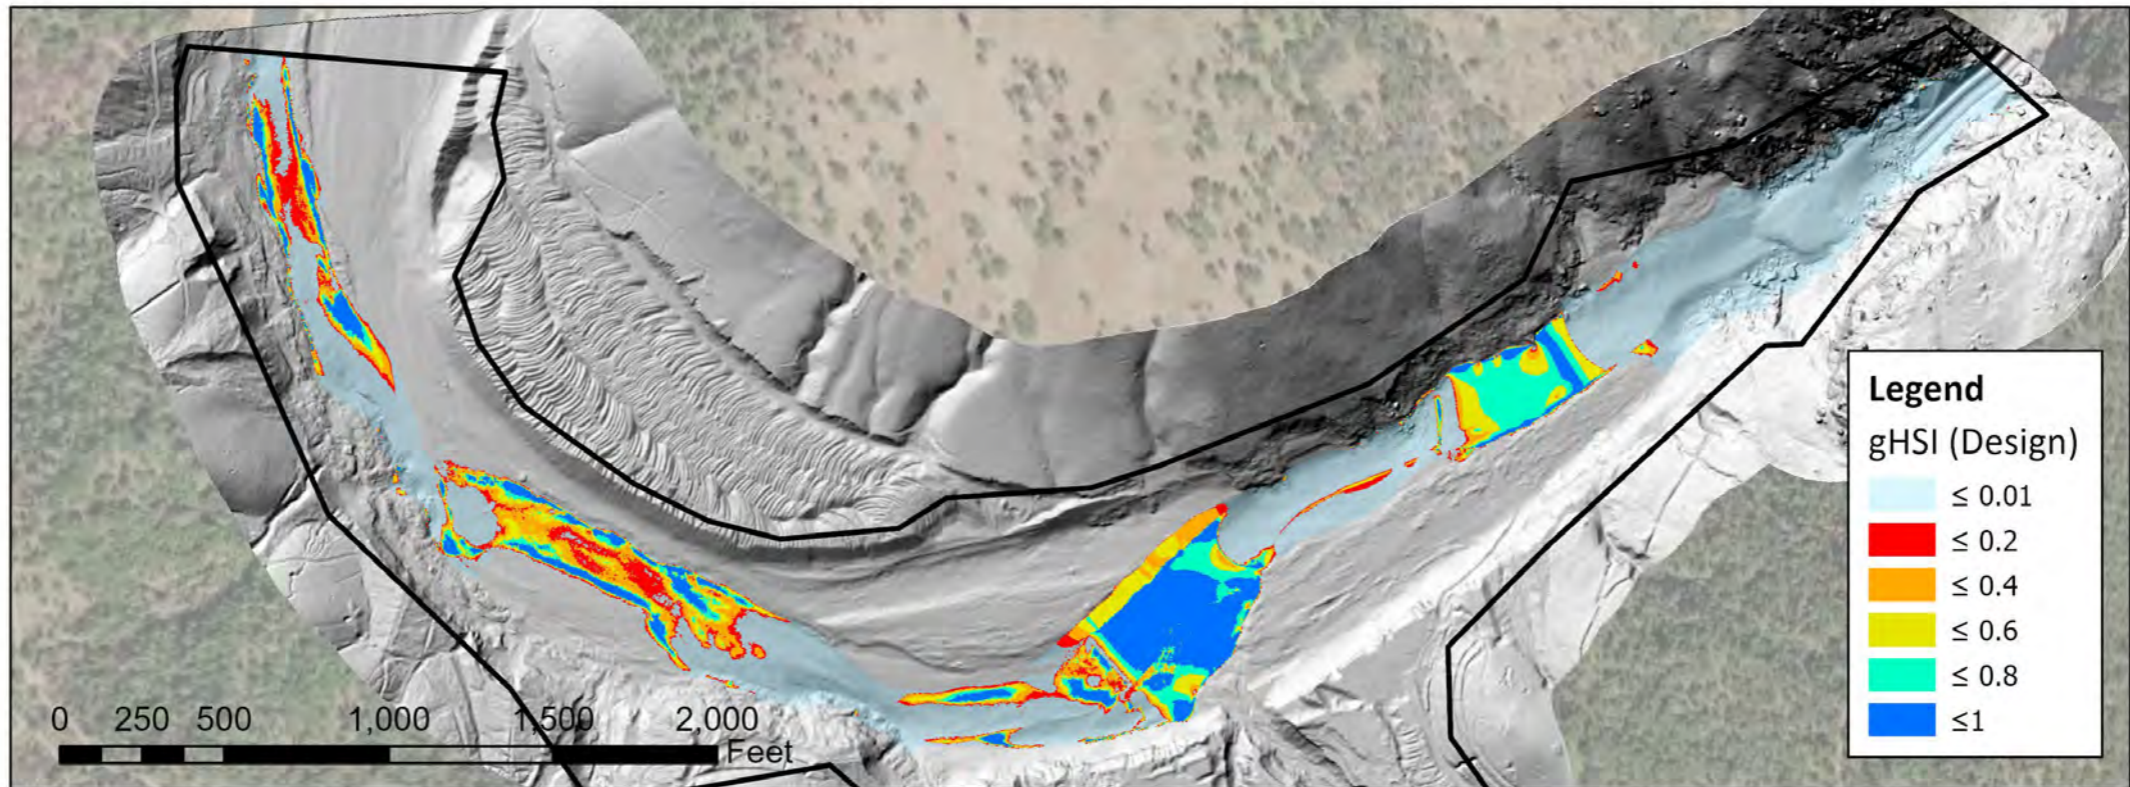 Legend
gHSI (Design)
≤ 0.01
≤ 0.2
≤ 0.4
≤ 0.6
≤ 0.8
≤1
0 250 500 1,000 1,500 2,000
Feet